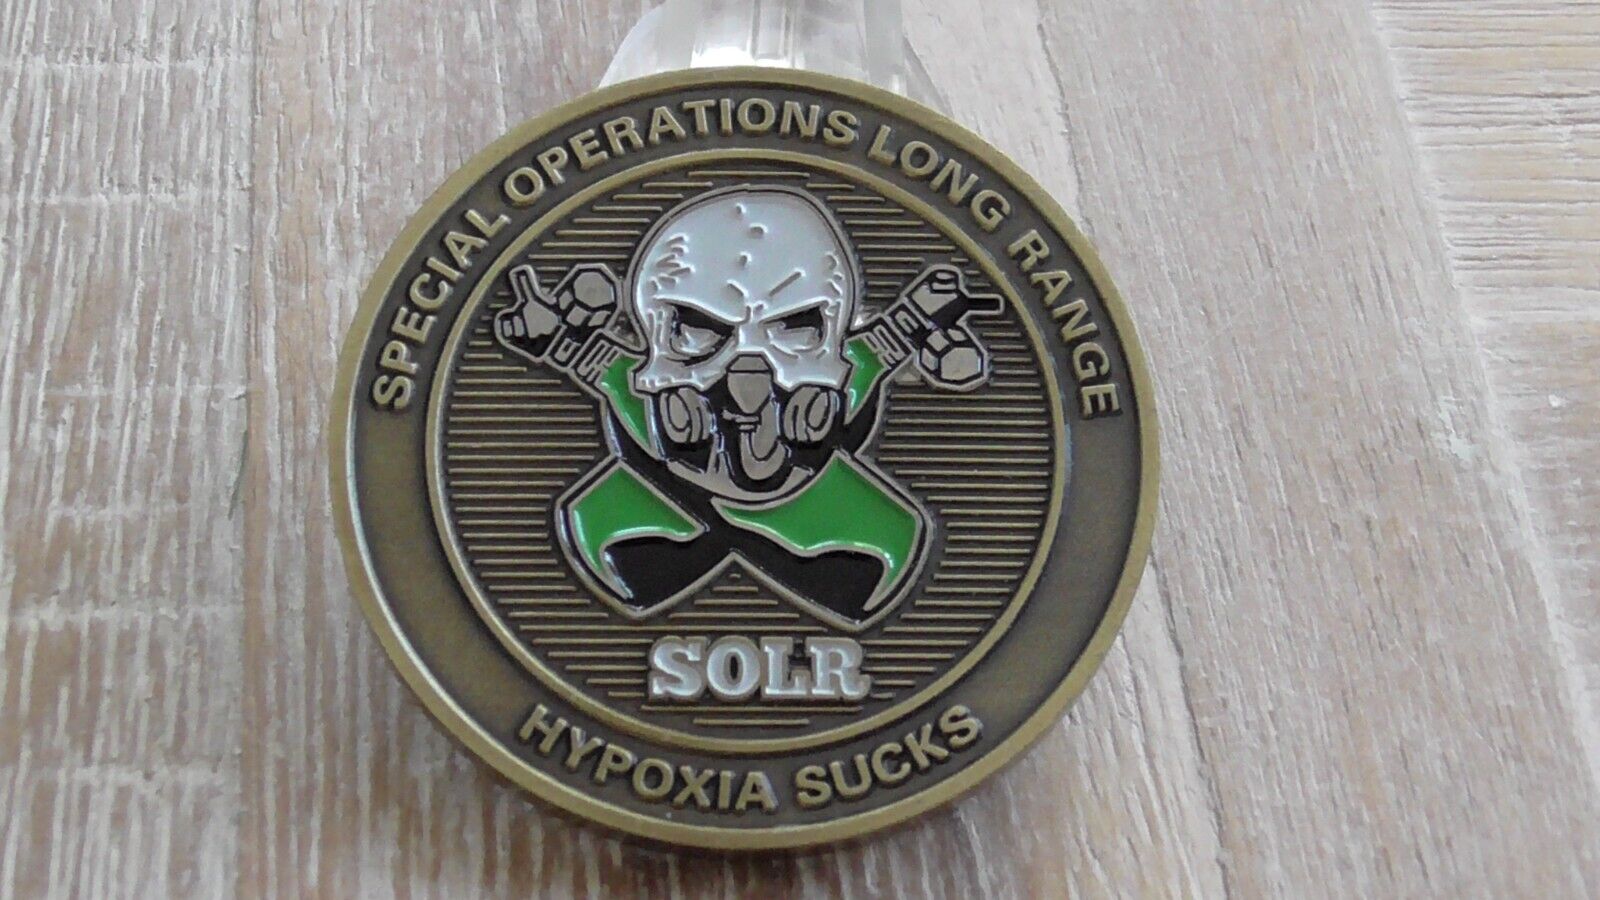 SPECIAL OPERATIONS LONG RANGE
SOLR
HYPOXIA SUCKS